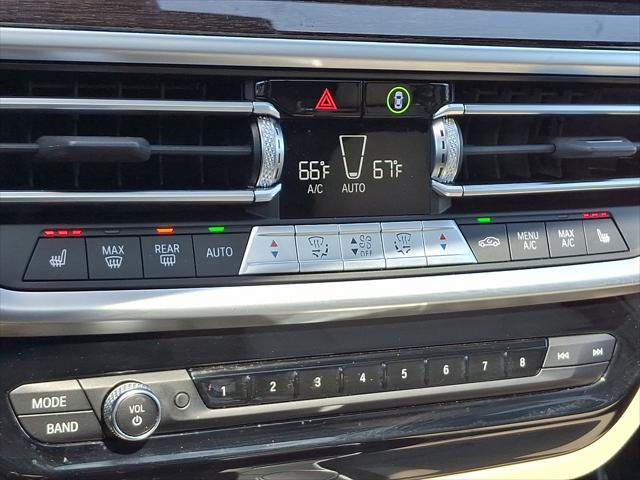 66°F 67°F
A/C AUTO
MAX REAR AUTO OFF MENU A/C MAX A/C
1 2 3 4 5 6 7 8
MODE
VOL
BAND